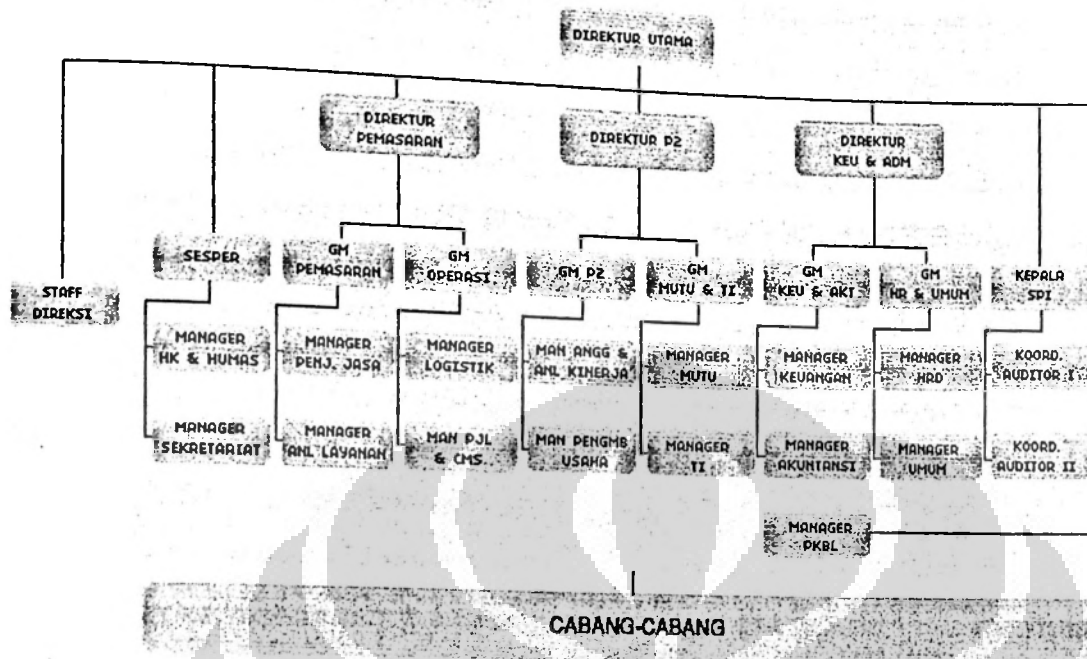 DIREKTUR UTAMA
DIREKTUR
PEMASARAN
DIREKTUR P2
DIREKTUR
KEU & ADM
STAFF
DIREKSI
SESPER
GM
PEMASARAN
GM
OPERASI
GM P2
GM
MUTU & TI
GM
KEU & AKT
GM
HR & UMUM
KEPALA
SPI
MANAGER
HK & HUMAS
MANAGER
PENJ. JASA
MANAGER
LOGISTIK
MAN ANGG &
ANL KINERJA
MANAGER
MUTU
MANAGER
KEUANGAN
MANAGER
HRD
KOORD.
AUDITOR I
MANAGER
SEKRETARIAT
MANAGER
ANL LAYANAN
MAN PJL
& CMS.
MAN PENGMB
USAHA
MANAGER
TI
MANAGER
AKUNTANSI
MANAGER
UMUM
KOORD.
AUDITOR II
MANAGER
PKBL
CABANG-CABANG